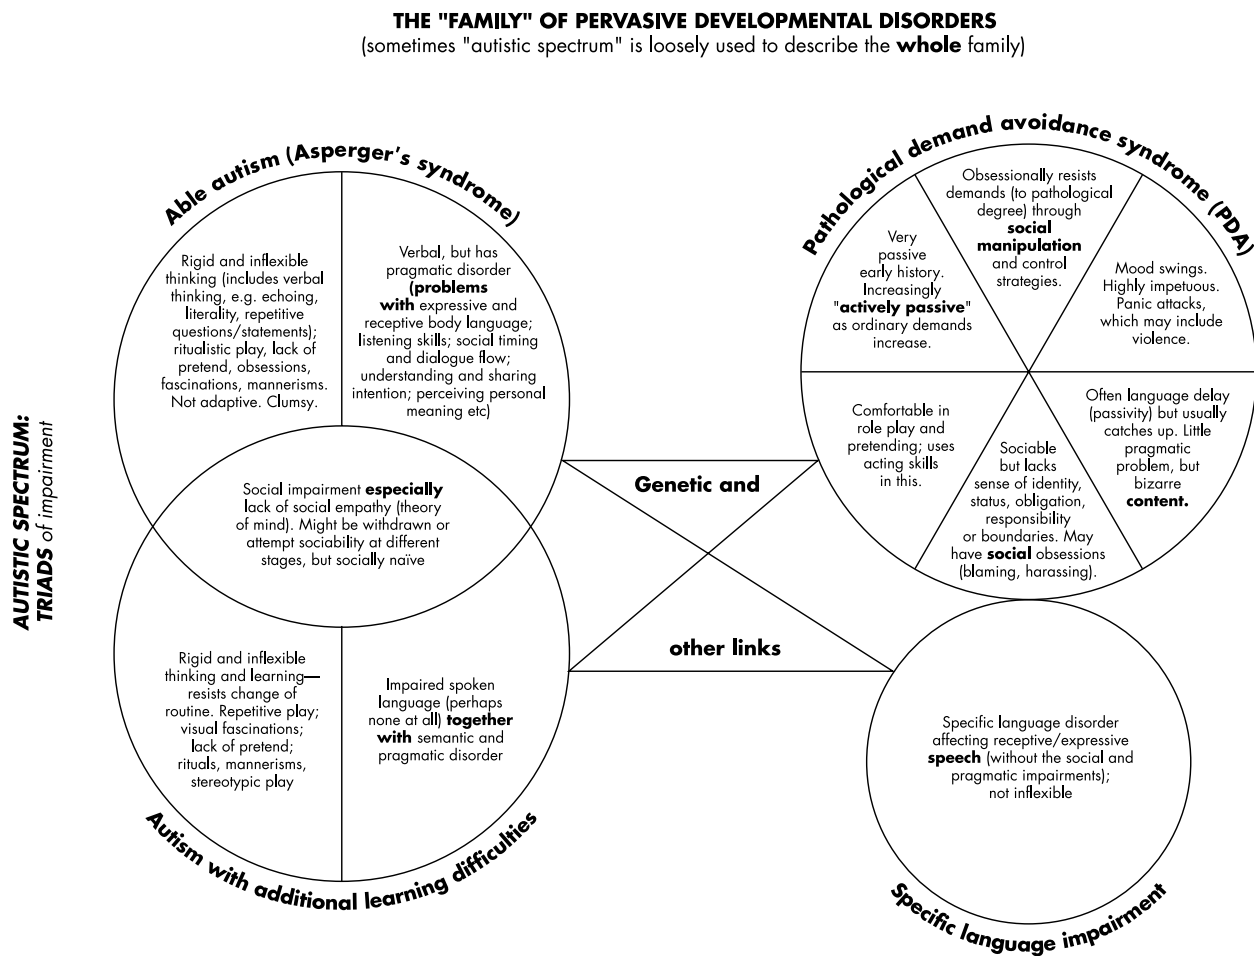 THE "FAMILY" OF PERVASIVE DEVELOPMENTAL DISORDERS
(sometimes "autistic spectrum" is loosely used to describe the whole family)
AUTISTIC SPECTRUM:
TRIADS of impairment
Able autism (Asperger's syndrome)
Rigid and inflexible
thinking (includes verbal
thinking, e.g. echoing,
literality, repetitive
questions/statements);
ritualistic play, lack of
pretend, obsessions,
fascinations, mannerisms.
Not adaptive. Clumsy.
Verbal, but has
pragmatic disorder
(problems
with expressive and
receptive body language;
listening skills; social timing
and dialogue flow;
understanding and sharing
intention; perceiving personal
meaning etc)
Social impairment especially
lack of social empathy (theory
of mind). Might be withdrawn or
attempt sociability at different
stages, but socially naïve
Rigid and inflexible
thinking and learning—
resists change of
routine. Repetitive play;
visual fascinations;
lack of pretend;
rituals, mannerisms,
stereotypic play
Impaired spoken
language (perhaps
none at all) together
with semantic and
pragmatic disorder
Autism with additional learning difficulties
Genetic and
other links
Pathological demand avoidance syndrome (PDA)
Very
passive
early history.
Increasingly
"actively passive"
as ordinary demands
increase.
Obsessionally resists
demands (to pathological
degree) through
social
manipulation
and control
strategies.
Mood swings.
Highly impetuous.
Panic attacks,
which may include
violence.
Comfortable in
role play and
pretending; uses
acting skills
in this.
Sociable
but lacks
sense of identity,
status, obligation,
responsibility
or boundaries. May
have social obsessions
(blaming, harassing).
Often language delay
(passivity) but usually
catches up. Little
pragmatic
problem, but
bizarre
content.
Specific language disorder
affecting receptive/expressive
speech (without the social and
pragmatic impairments);
not inflexible
Specific language impairment